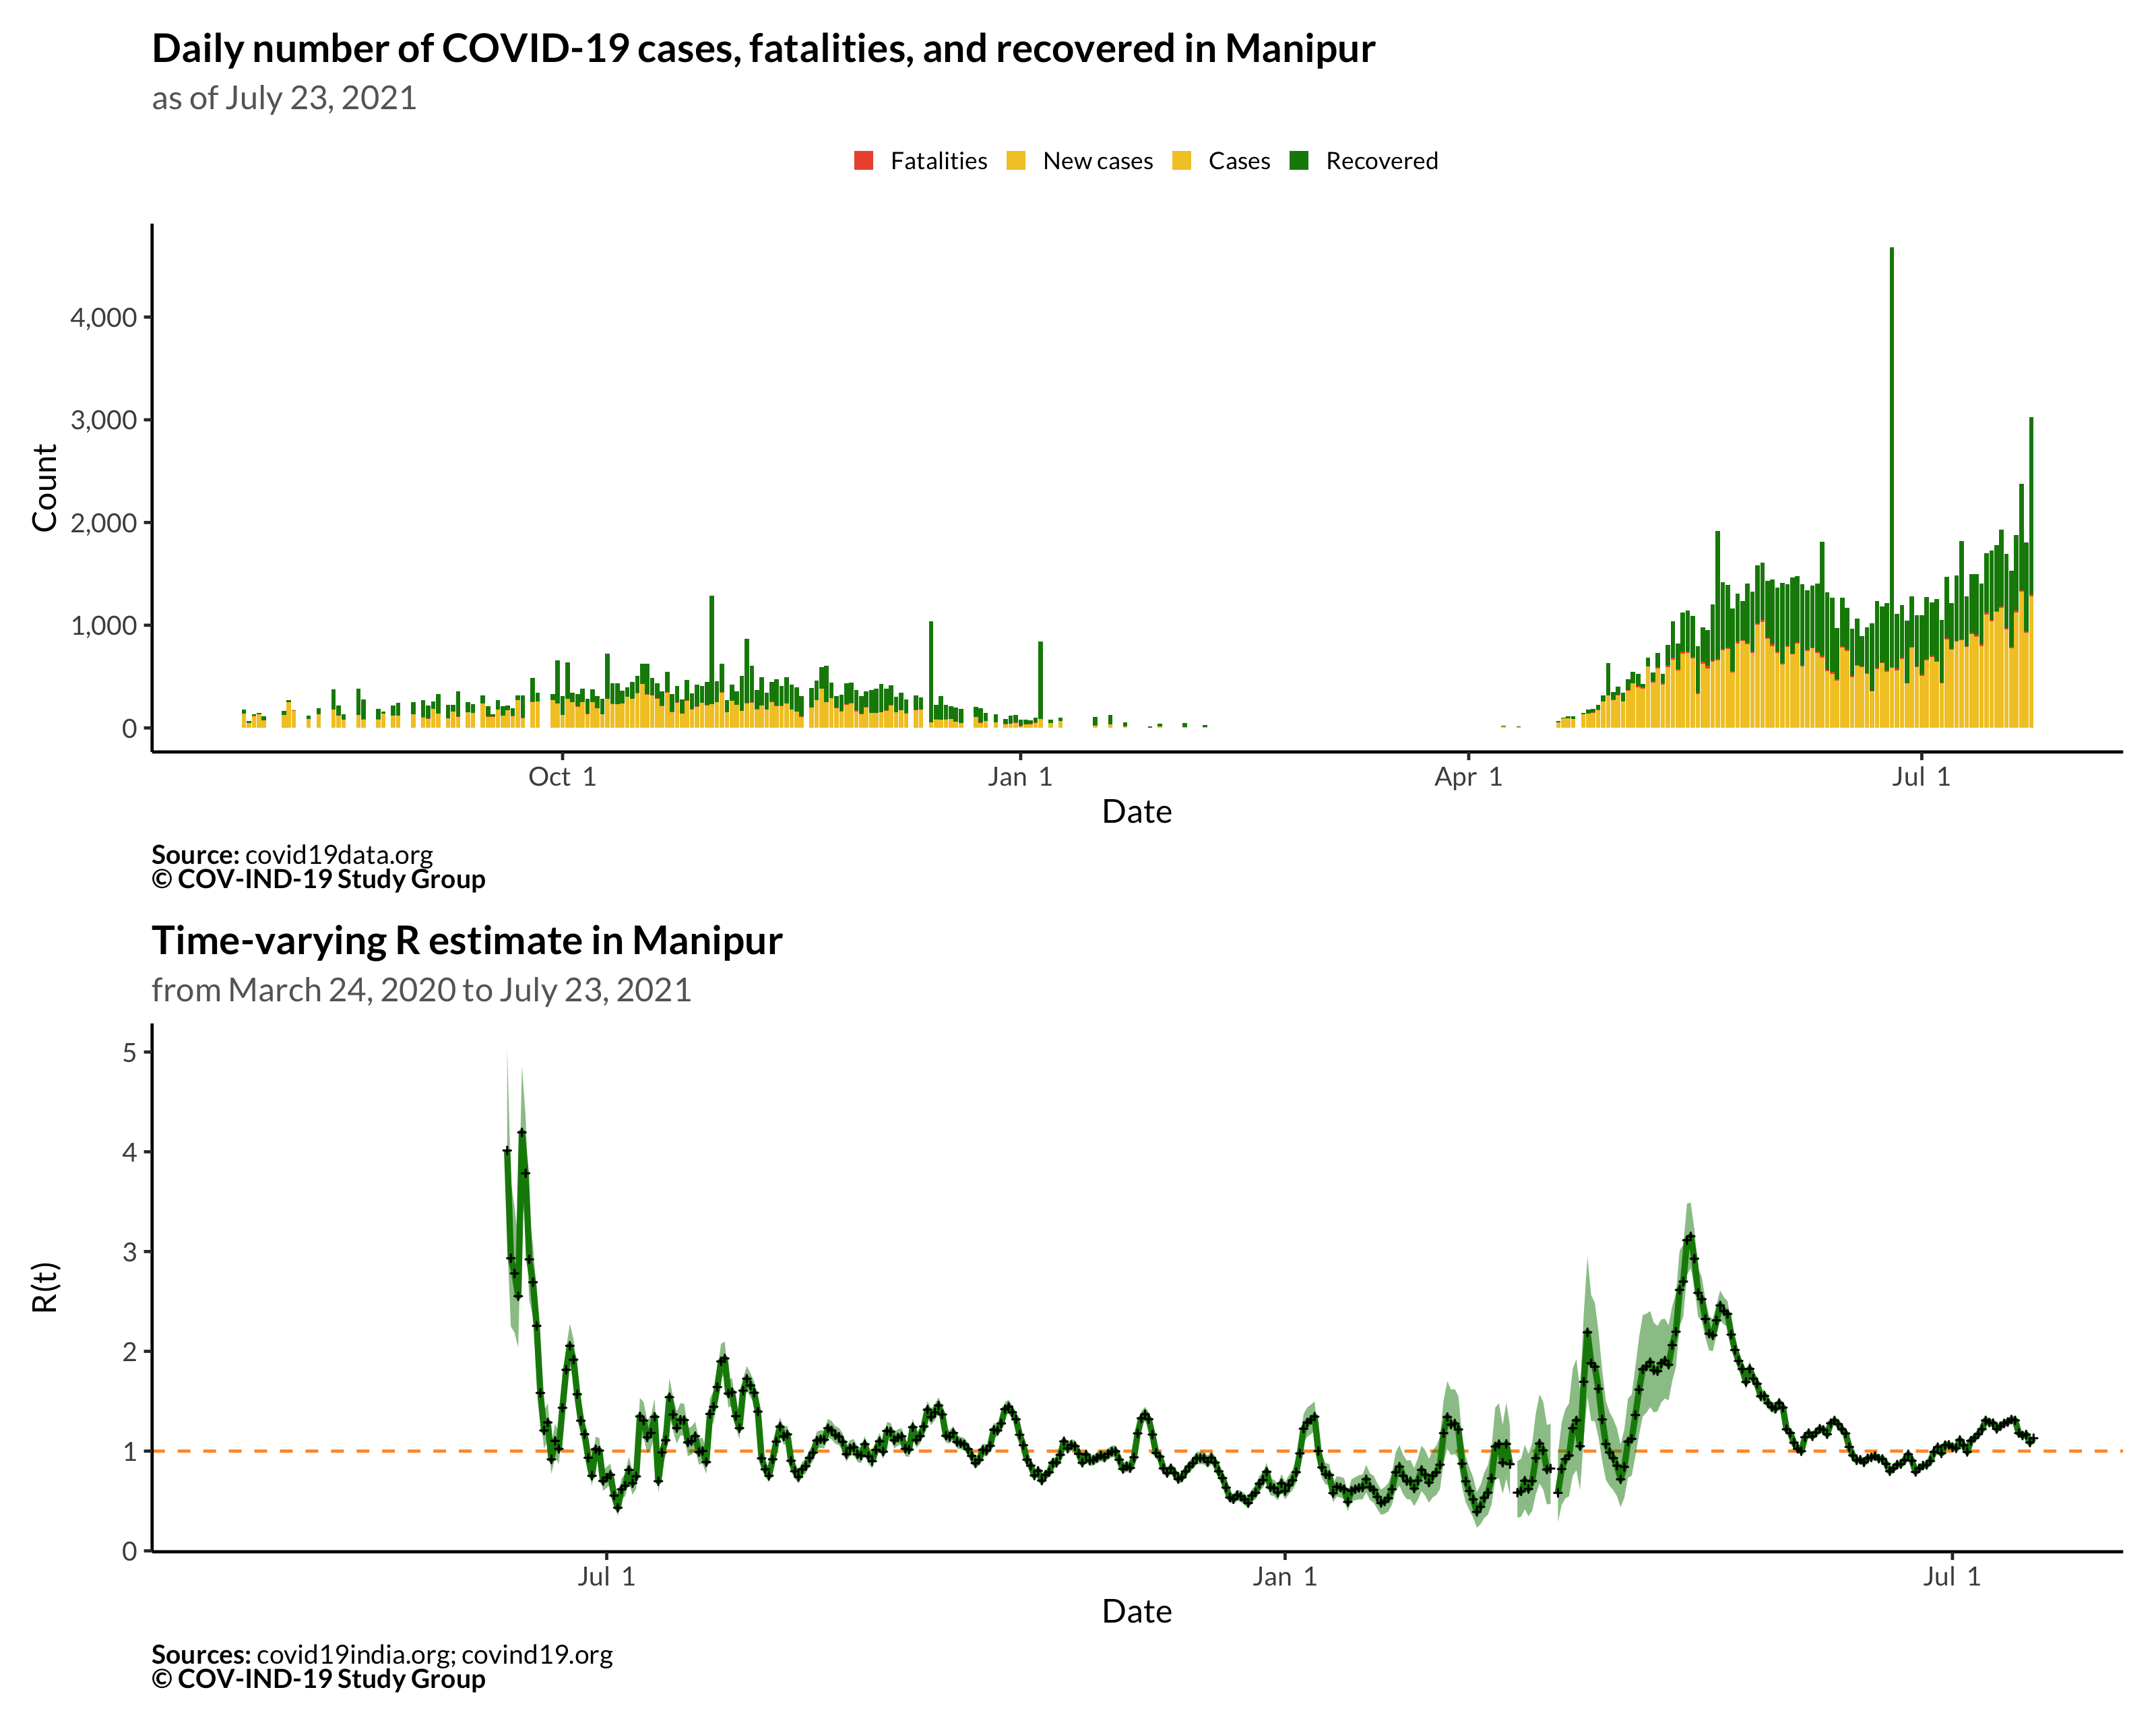 Daily number of COVID-19 cases, fatalities, and recovered in Manipur
as of July 23, 2021
Fatalities New cases Cases Recovered
4,000
3,000
2,000
1,000
0
Count
Oct 1 Jan 1 Apr 1 Jul 1
Date
Source: covid19data.org
© COV-IND-19 Study Group
Time-varying R estimate in Manipur
from March 24, 2020 to July 23, 2021
5
4
3
2
1
0
R(t)
Jul 1 Jan 1 Jul 1
Date
Sources: covid19india.org; covind19.org
© COV-IND-19 Study Group